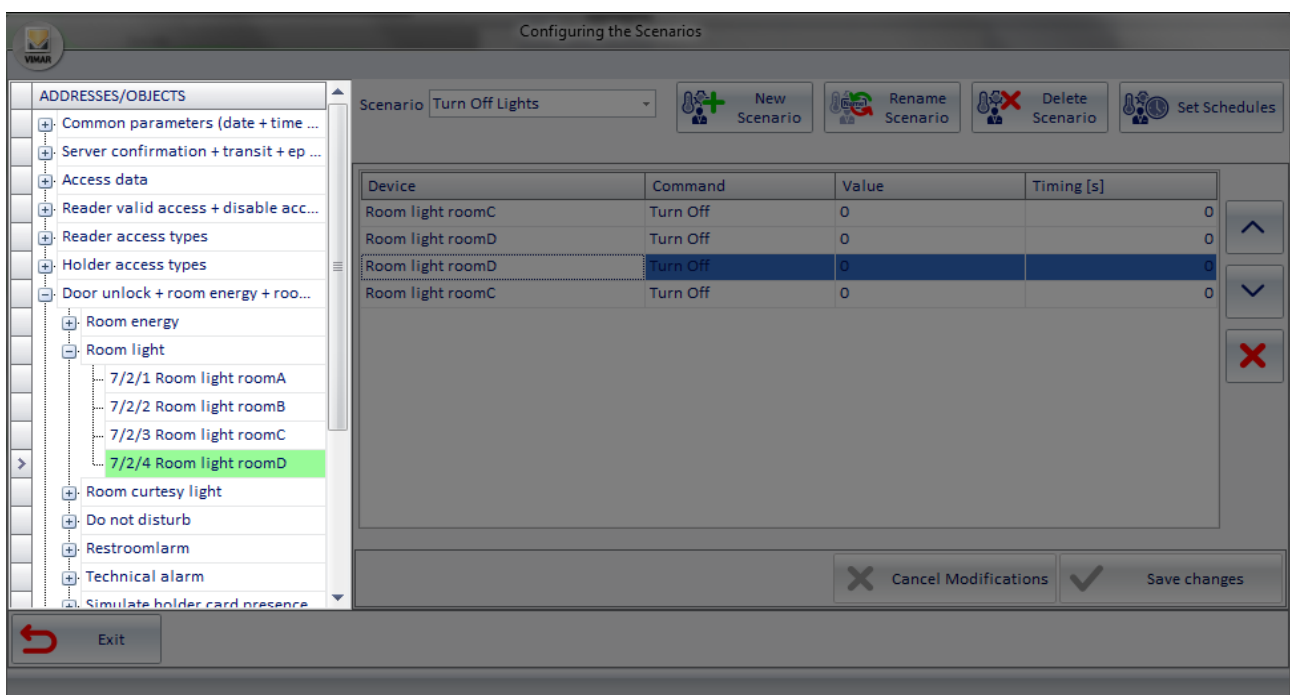 Configuring the Scenarios
VIMAR
ADDRESSES/OBJECTS
Common parameters (date + time ...
Server confirmation + transit + ep ...
Access data
Reader valid access + disable acc...
Reader access types
Holder access types
Door unlock + room energy + roo...
Room energy
Room light
7/2/1 Room light roomA
7/2/2 Room light roomB
7/2/3 Room light roomC
7/2/4 Room light roomD
Room curtesy light
Do not disturb
Restroomlarm
Technical alarm
Simulate holder card presence
Scenario Turn Off Lights
New
Scenario
Rename
Scenario
Delete
Scenario
Set Schedules
Device Command Value Timing [s]
Room light roomC Turn Off 0 0
Room light roomD Turn Off 0 0
Room light roomD Turn Off 0 0
Room light roomC Turn Off 0 0
Cancel Modifications
Save changes
Exit